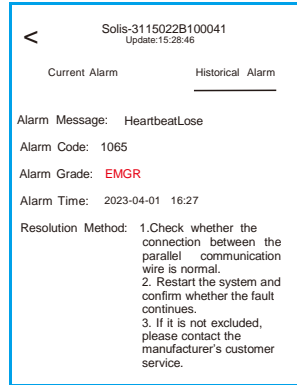 <
Solis-3115022B100041
Update:15:28:46
Current Alarm Historical Alarm
Alarm Message: HeartbeatLose
Alarm Code: 1065
Alarm Grade: EMGR
Alarm Time: 2023-04-01 16:27
Resolution Method: 1.Check whether the
connection between the
parallel communication
wire is normal.
2. Restart the system and
confirm whether the fault
continues.
3. If it is not excluded,
please contact the
manufacturer's customer
service.